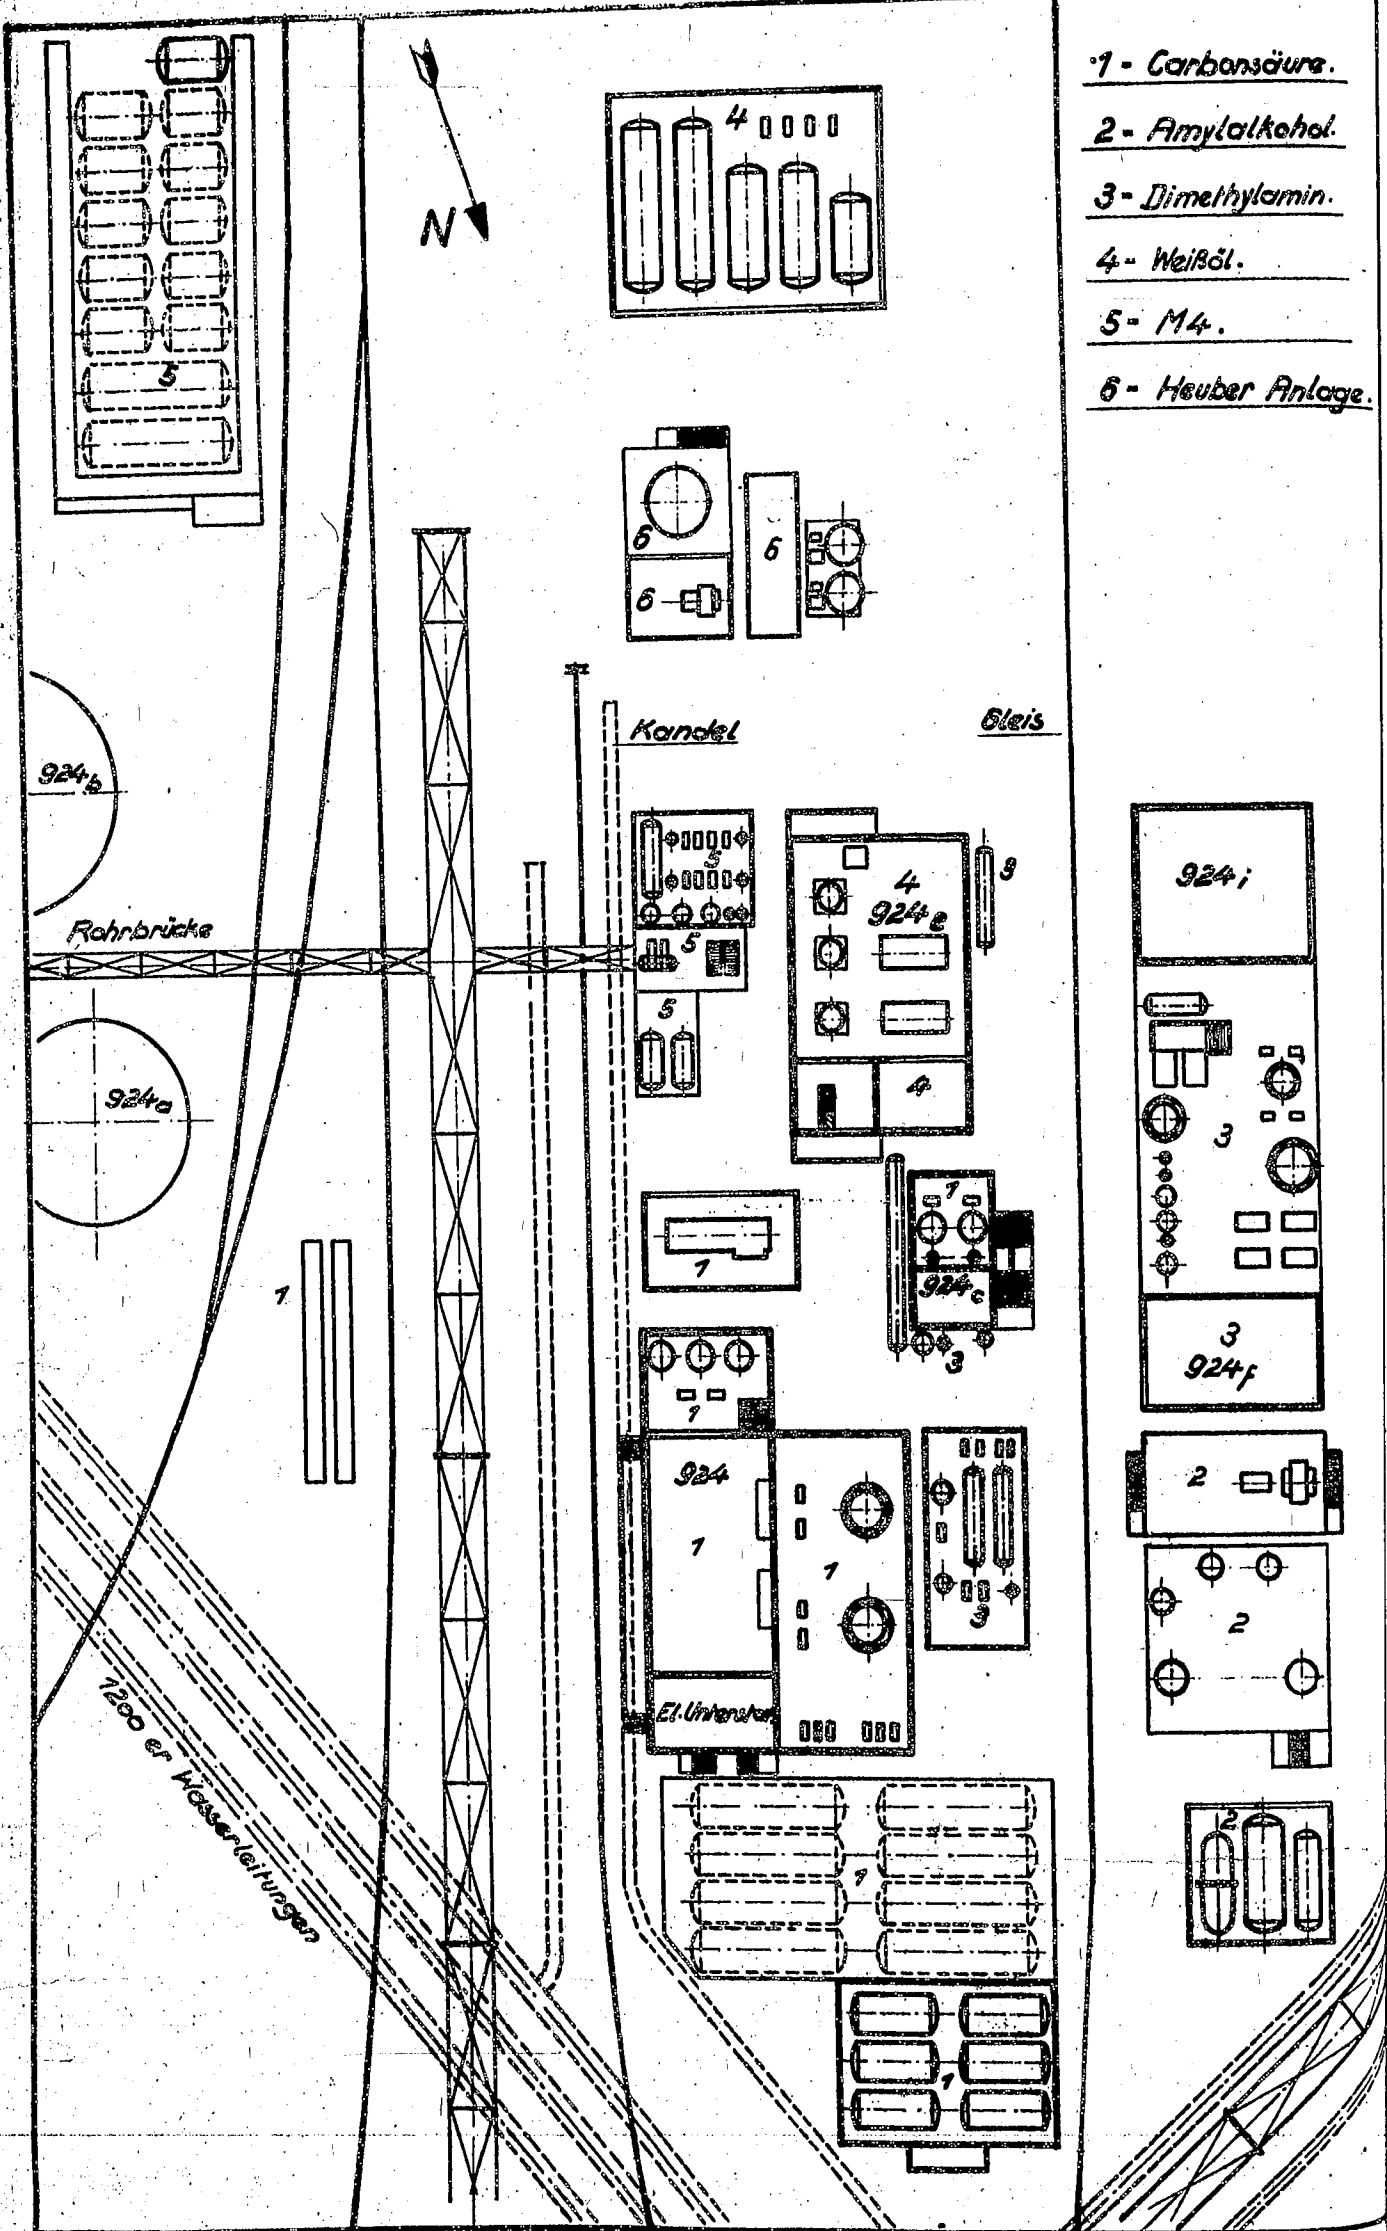 1 - Carbonsäure.
2 - Amylalkohol.
3 - Dimethylamin.
4 - Weißöl.
5 - M4.
6 - Heuber Anlage.
N
4
5
6
6
6
Kandel
Gleis
924b
5
4
924e
3
924i
Rohrbrücke
5
5
4
924a
3
1
1
1
924c
3
3
924f
1
924
1
1
3
2
2
El. Unterstat.
1200 er Wasserleitungen
1
2
1